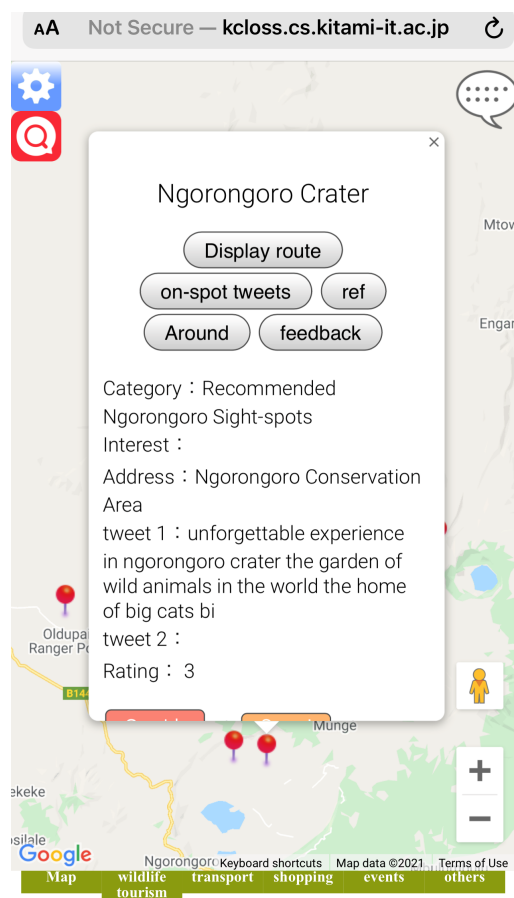 AA Not Secure — kcloss.cs.kitami-it.ac.jp
Ngorongoro Crater
Display route
on-spot tweets ref
Around feedback
Category：Recommended
Ngorongoro Sight-spots
Interest：
Address：Ngorongoro Conservation
Area
tweet 1：unforgettable experience
in ngorongoro crater the garden of
wild animals in the world the home
of big cats bi
tweet 2：
Rating： 3
Mtow
Engar
Oldupa
Ranger Po
B144
Munge
ekeke
osilale
Google
Ngorongoro
Keyboard shortcuts Map data ©2021 Terms of Use
Map wildlife transport shopping events others
tourism